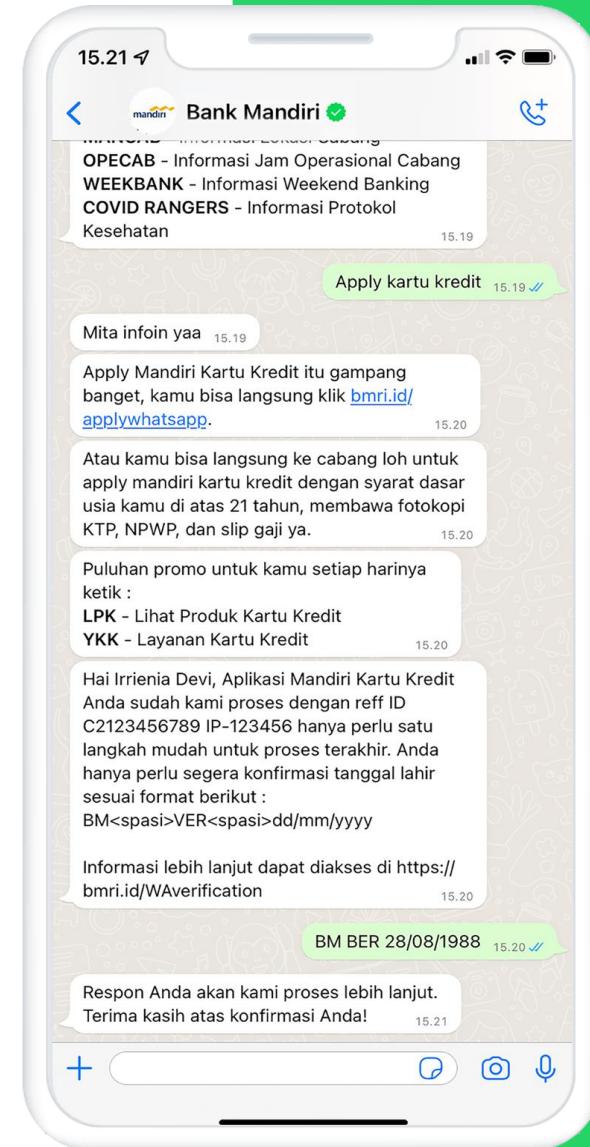 15.21
mandiri
Bank Mandiri
OPECAB - Informasi Jam Operasional Cabang
WEEKBANK - Informasi Weekend Banking
COVID RANGERS - Informasi Protokol
Kesehatan
15.19
Apply kartu kredit 15.19
Mita infoin yaa 15.19
Apply Mandiri Kartu Kredit itu gampang
banget, kamu bisa langsung klik bmri.id/
applywhatsapp.
15.20
Atau kamu bisa langsung ke cabang loh untuk
apply mandiri kartu kredit dengan syarat dasar
usia kamu di atas 21 tahun, membawa fotokopi
KTP, NPWP, dan slip gaji ya.
15.20
Puluhan promo untuk kamu setiap harinya
ketik :
LPK - Lihat Produk Kartu Kredit
YKK - Layanan Kartu Kredit
15.20
Hai Irrienia Devi, Aplikasi Mandiri Kartu Kredit
Anda sudah kami proses dengan reff ID
C2123456789 IP-123456 hanya perlu satu
langkah mudah untuk proses terakhir. Anda
hanya perlu segera konfirmasi tanggal lahir
sesuai format berikut :
BM<spasi>VER<spasi>dd/mm/yyyy
Informasi lebih lanjut dapat diakses di https://
bmri.id/WAverification
15.20
BM BER 28/08/1988 15.20
Respon Anda akan kami proses lebih lanjut.
Terima kasih atas konfirmasi Anda!
15.21